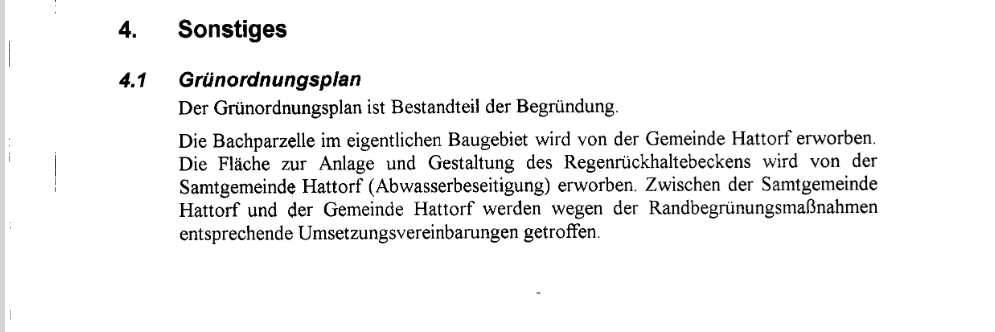 4. Sonstiges
4.1 Grünordnungsplan
Der Grünordnungsplan ist Bestandteil der Begründung.
Die Bachparzelle im eigentlichen Baugebiet wird von der Gemeinde Hattorf erworben.
Die Fläche zur Anlage und Gestaltung des Regenrückhaltebeckens wird von der
Samtgemeinde Hattorf (Abwasserbeseitigung) erworben. Zwischen der Samtgemeinde
Hattorf und der Gemeinde Hattorf werden wegen der Randbegrünungsmaßnahmen
entsprechende Umsetzungsvereinbarungen getroffen.